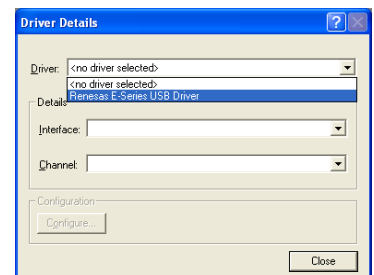 Driver Details
Driver: <no driver selected>
<no driver selected>
Renesas E-Series USB Driver
Details
Interface:
Channel:
Configuration
Configure...
Close